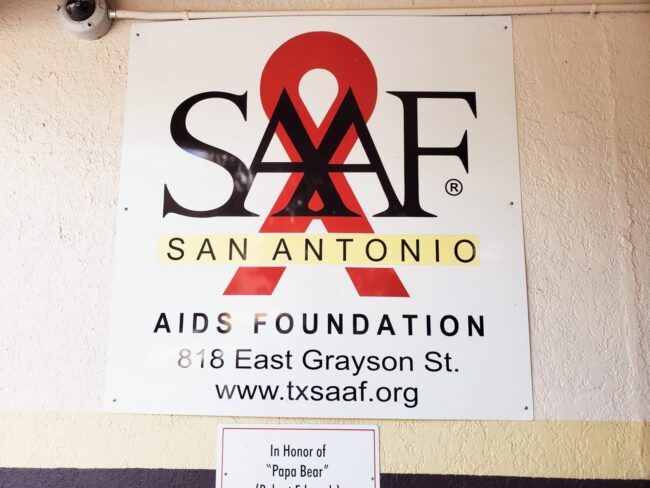 SAAF®
SAN ANTONIO
AIDS FOUNDATION
818 East Grayson St.
www.txsaaf.org
In Honor of
"Papa Bear"